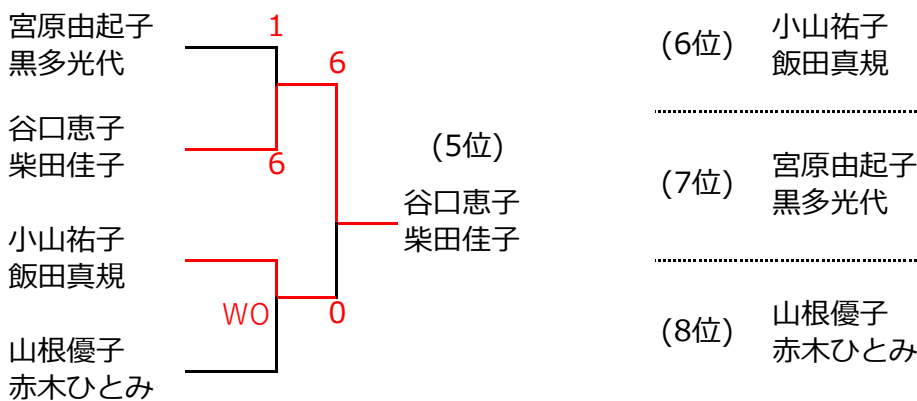 宮原由起子
黒多光代
1
谷口恵子
柴田佳子
6
6
小山祐子
飯田真規
WO
山根優子
赤木ひとみ
0
(5位)
谷口恵子
柴田佳子
(6位)
小山祐子
飯田真規
(7位)
宮原由起子
黒多光代
(8位)
山根優子
赤木ひとみ